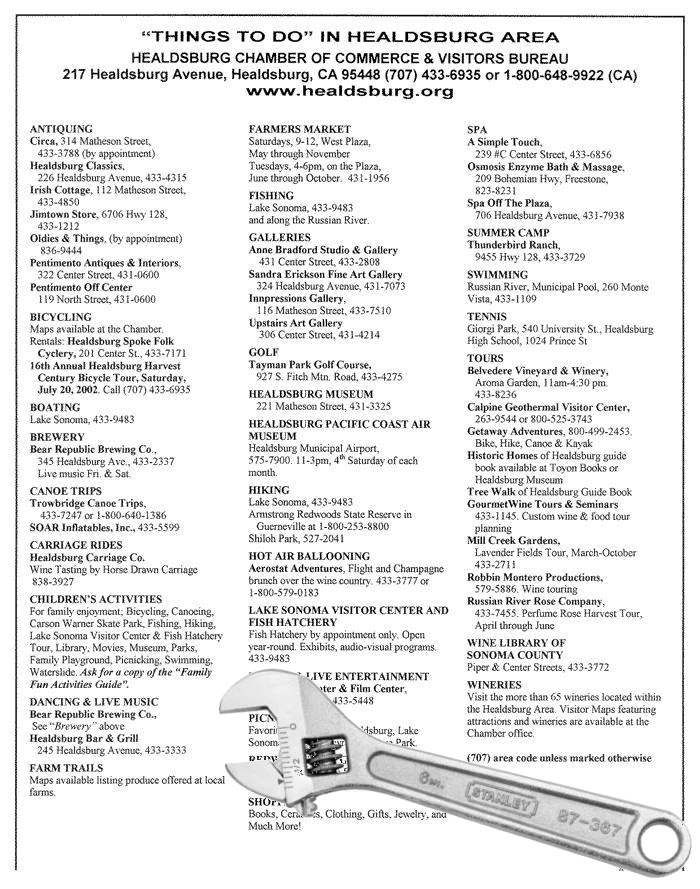 “THINGS TO DO” IN HEALDSBURG AREA
HEALDSBURG CHAMBER OF COMMERCE & VISITORS BUREAU
217 Healdsburg Avenue, Healdsburg, CA 95448 (707) 433-6935 or 1-800-648-9922 (CA)
www.healdsburg.org
ANTIQUING
Circa, 314 Matheson Street,
433-3788 (by appointment)
Healdsburg Classics,
226 Healdsburg Avenue, 433-4315
Irish Cottage, 112 Matheson Street,
433-4850
Jimtown Store, 6706 Hwy 128,
433-1212
Oldies & Things, (by appointment)
836-9444
Pentimento Antiques & Interiors,
322 Center Street, 431-0600
Pentimento Off Center
119 North Street, 431-0600
BICYCLING
Maps available at the Chamber.
Rentals: Healdsburg Spoke Folk
Cyclery, 201 Center St., 433-7171
16th Annual Healdsburg Harvest
Century Bicycle Tour, Saturday,
July 20, 2002. Call (707) 433-6935
BOATING
Lake Sonoma, 433-9483
BREWERY
Bear Republic Brewing Co.,
345 Healdsburg Ave., 433-2337
Live music Fri. & Sat.
CANOE TRIPS
Trowbridge Canoe Trips,
433-7247 or 1-800-640-1386
SOAR Inflatables, Inc., 433-5599
CARRIAGE RIDES
Healdsburg Carriage Co.
Wine Tasting by Horse Drawn Carriage
838-3927
CHILDREN'S ACTIVITIES
For family enjoyment; Bicycling, Canoeing,
Carson Warner Skate Park, Fishing, Hiking,
Lake Sonoma Visitor Center & Fish Hatchery
Tour, Library, Movies, Museum, Parks,
Family Playground, Picnicking, Swimming,
Waterslide. Ask for a copy of the “Family
Fun Activities Guide”.
DANCING & LIVE MUSIC
Bear Republic Brewing Co.,
See “Brewery” above
Healdsburg Bar & Grill
245 Healdsburg Avenue, 433-3333
FARM TRAILS
Maps available listing produce offered at local
farms.
FARMERS MARKET
Saturdays, 9-12, West Plaza,
May through November
Tuesdays, 4-6pm, on the Plaza,
June through October. 431-1956
FISHING
Lake Sonoma, 433-9483
and along the Russian River.
GALLERIES
Anne Bradford Studio & Gallery
431 Center Street, 433-2808
Sandra Erickson Fine Art Gallery
324 Healdsburg Avenue, 431-7073
Innpressions Gallery,
116 Matheson Street, 433-7510
Upstairs Art Gallery
306 Center Street, 431-4214
GOLF
Tayman Park Golf Course,
927 S. Fitch Mtn. Road, 433-4275
HEALDSBURG MUSEUM
221 Matheson Street, 431-3325
HEALDSBURG PACIFIC COAST AIR
MUSEUM
Healdsburg Municipal Airport,
575-7900. 11-3pm, 4th Saturday of each
month.
HIKING
Lake Sonoma, 433-9483
Armstrong Redwoods State Reserve in
Guerneville at 1-800-253-8800
Shiloh Park, 527-2041
HOT AIR BALLOONING
Aerostat Adventures, Flight and Champagne
brunch over the wine country. 433-3777 or
1-800-579-0183
LAKE SONOMA VISITOR CENTER AND
FISH HATCHERY
Fish Hatchery by appointment only. Open
year-round. Exhibits, audio-visual programs.
433-9483
LIVE ENTERTAINMENT
& Film Center,
433-5448
Lake
Park.
Books, Clothing, Gifts, Jewelry, and
Much More!
SPA
A Simple Touch,
239 #C Center Street, 433-6856
Osmosis Enzyme Bath & Massage,
209 Bohemian Hwy, Freestone,
823-8231
Spa Off The Plaza,
706 Healdsburg Avenue, 431-7938
SUMMER CAMP
Thunderbird Ranch,
9455 Hwy 128, 433-3729
SWIMMING
Russian River, Municipal Pool, 260 Monte
Vista, 433-1109
TENNIS
Giorgi Park, 540 University St., Healdsburg
High School, 1024 Prince St
TOURS
Belvedere Vineyard & Winery,
Aroma Garden, 11am-4:30 pm.
433-8236
Calpine Geothermal Visitor Center,
263-9544 or 800-525-3743
Getaway Adventures, 800-499-2453.
Bike, Hike, Canoe & Kayak
Historic Homes of Healdsburg guide
book available at Toyon Books or
Healdsburg Museum
Tree Walk of Healdsburg Guide Book
GourmetWine Tours & Seminars
433-1145. Custom wine & food tour
planning
Mill Creek Gardens,
Lavender Fields Tour, March-October
433-2711
Robbin Montero Productions,
579-5886. Wine touring
Russian River Rose Company,
433-7455. Perfume Rose Harvest Tour,
April through June
WINE LIBRARY OF
SONOMA COUNTY
Piper & Center Streets, 433-3772
WINERIES
Visit the more than 65 wineries located within
the Healdsburg Area. Visitor Maps featuring
attractions and wineries are available at the
Chamber office.
(707) area code unless marked otherwise
STANLEY
87-367